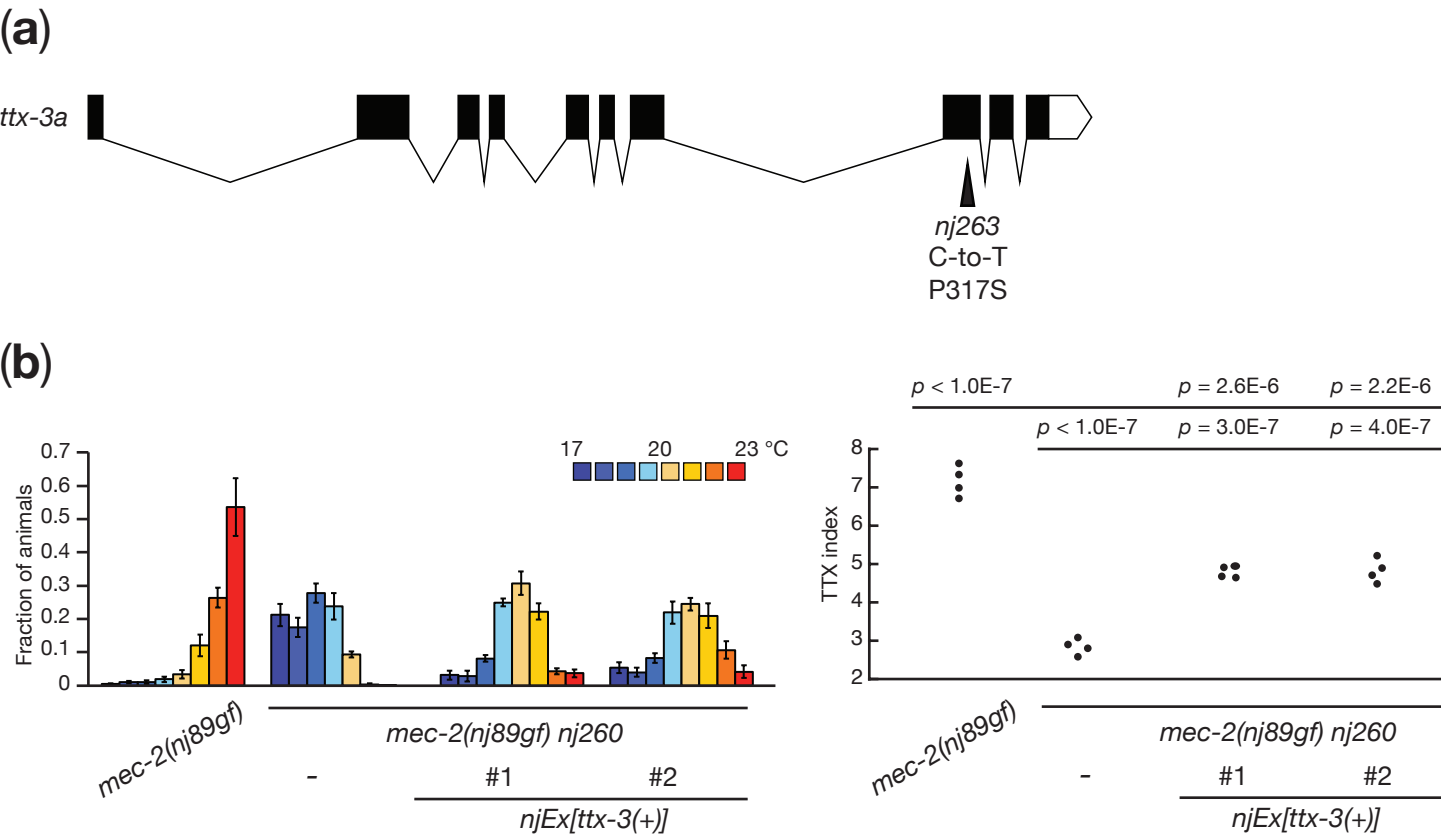 (a)
ttx-3a
nj263
C-to-T
P317S
(b)
0.7
0.6
0.5
0.4
0.3
0.2
0.1
0
Fraction of animals
17 20 23 °C
mec-2(nj89gf)
mec-2(nj89gf) nj260
- #1 #2
njEx[ttx-3(+)]
p < 1.0E-7 p = 2.6E-6 p = 2.2E-6
p < 1.0E-7 p = 3.0E-7 p = 4.0E-7
8
7
6
5
4
3
2
TTX index
mec-2(nj89gf)
mec-2(nj89gf) nj260
- #1 #2
njEx[ttx-3(+)]